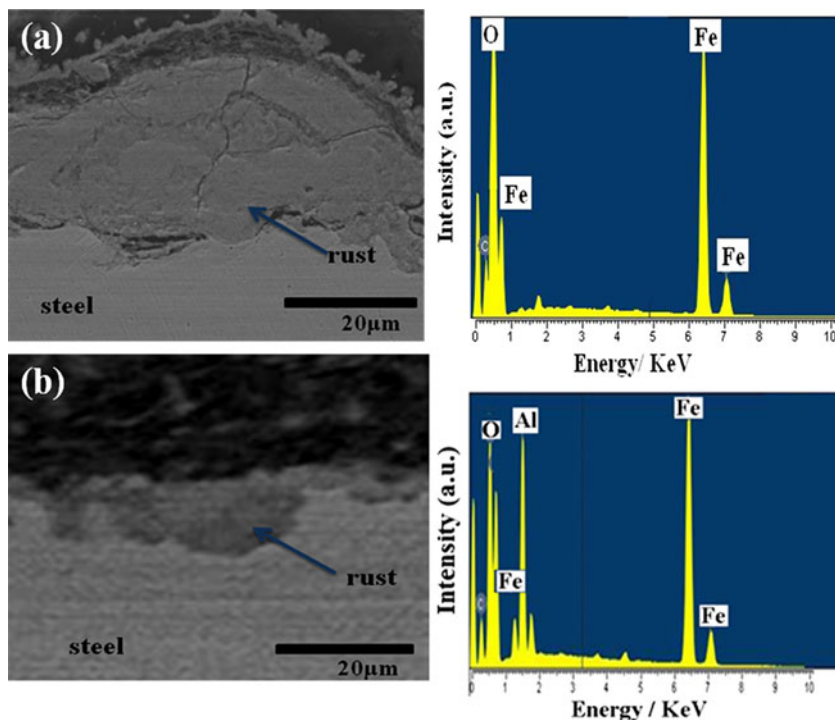 (a)
rust
steel
20μm
O
Fe
Fe
C
Fe
Intensity (a.u.)
0 1 2 3 4 5 6 7 8 9 10
Energy/ KeV
(b)
rust
steel
20μm
O
Al
Fe
Fe
C
Fe
Intensity (a.u.)
0 1 2 3 4 5 6 7 8 9 10
Energy / KeV